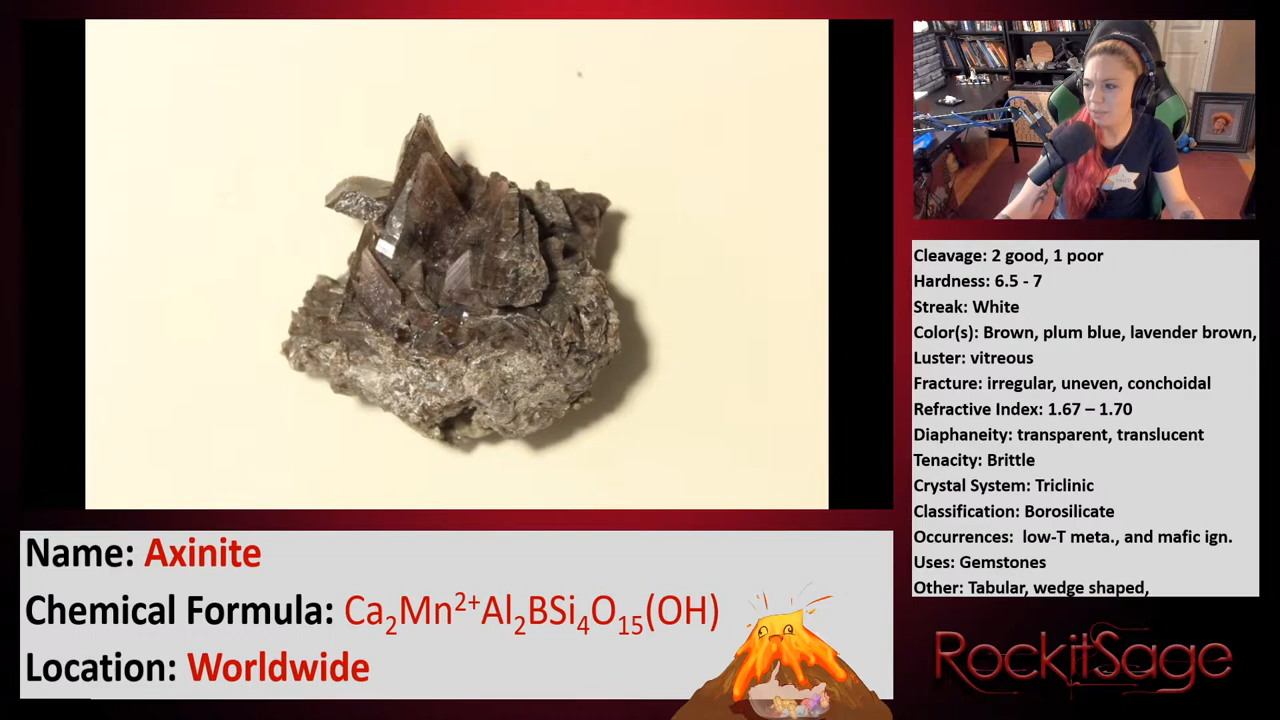 Cleavage: 2 good, 1 poor
Hardness: 6.5 - 7
Streak: White
Color(s): Brown, plum blue, lavender brown,
Luster: vitreous
Fracture: irregular, uneven, conchoidal
Refractive Index: 1.67 – 1.70
Diaphaneity: transparent, translucent
Tenacity: Brittle
Crystal System: Triclinic
Classification: Borosilicate
Occurrences: low-T meta., and mafic ign.
Uses: Gemstones
Other: Tabular, wedge shaped,
Name: Axinite
Chemical Formula: Ca₂Mn²⁺Al₂BSi₄O₁₅(OH)
Location: Worldwide
RockitSage